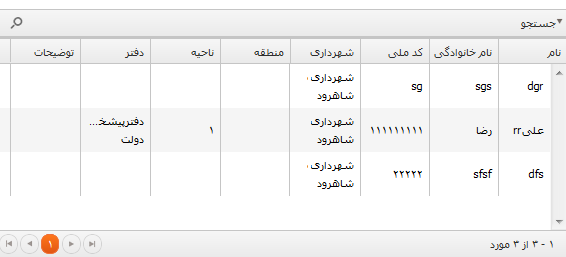 جستجو
نام نام خانوادگی کد ملی شهرداری منطقه ناحیه دفتر توضیحات
dgr sgs sg شهرداری شاهرود
علیrr رضا ۱۱۱۱۱۱۱۱۱ شهرداری شاهرود ۱ دفترپیشخ... دولت
dfs sfsf ۲۲۲۲۲ شهرداری شاهرود
۱ - ۳ از ۳ مورد ۱